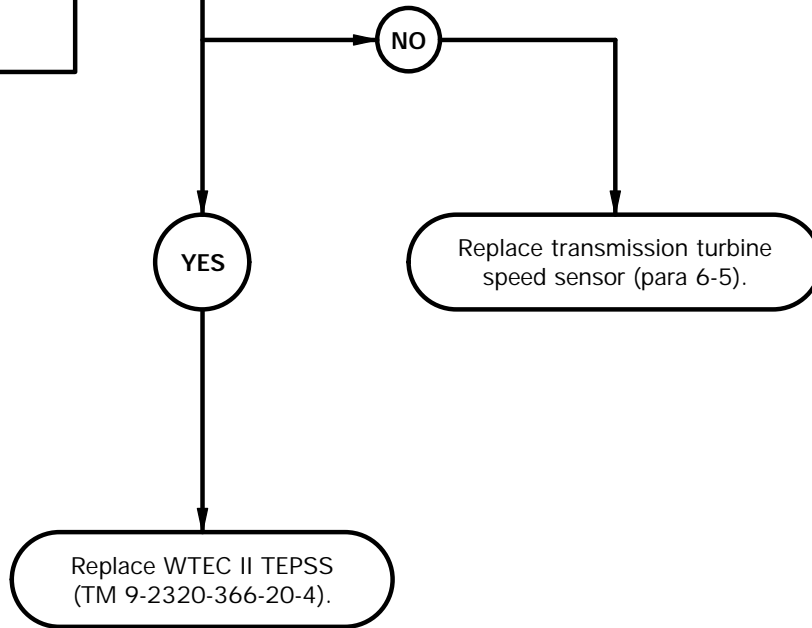 NO
YES
Replace transmission turbine
speed sensor (para 6-5).
Replace WTEC II TEPSS
(TM 9-2320-366-20-4).